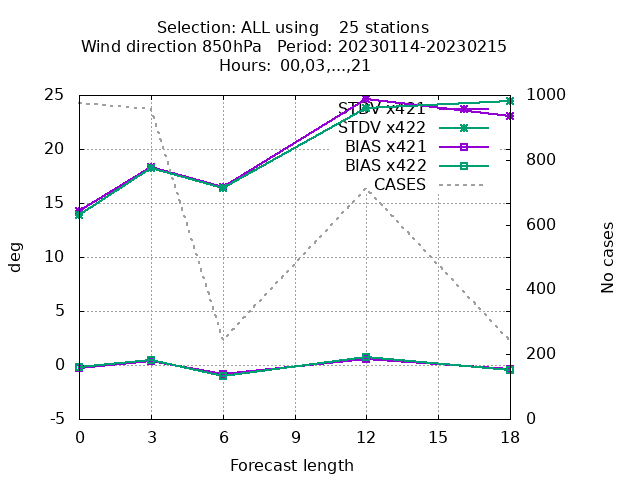 Selection: ALL using    25 stations
Wind direction 850hPa   Period: 20230114-20230215
Hours:  00,03,...,21
25
20
15
10
5
0
-5
deg
STDV x421
STDV x422
BIAS x421
BIAS x422
CASES
1000
800
600
400
200
0
No cases
0 3 6 9 12 15 18
Forecast length